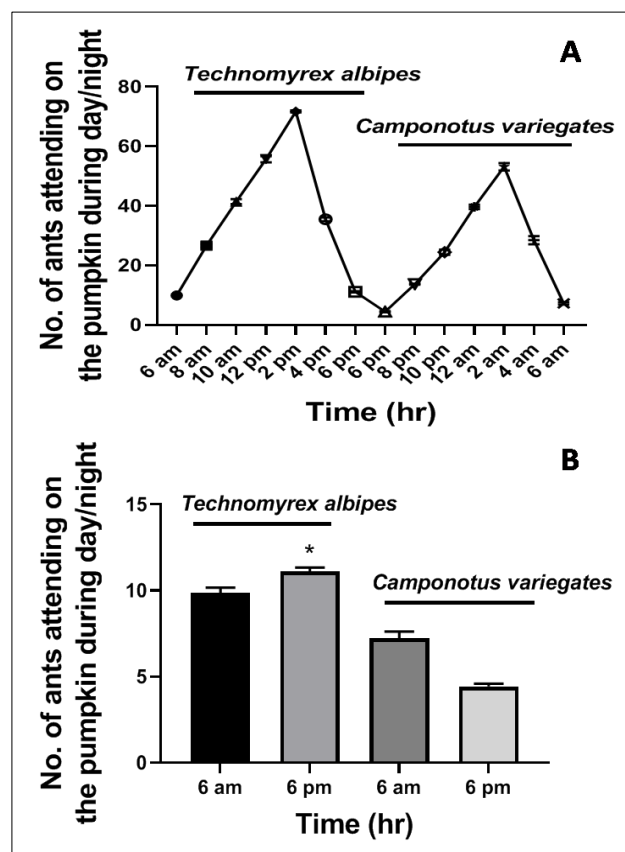 A
Technomyrex albipes
Camponotus variegates
No. of ants attending on
the pumpkin during day/night
80
60
40
20
0
6 am
8 am
10 am
12 pm
2 pm
4 pm
6 pm
6 pm
8 pm
10 pm
12 am
2 am
4 am
6 am
Time (hr)
B
Technomyrex albipes
*
Camponotus variegates
No. of ants attending on
the pumpkin during day/night
15
10
5
0
6 am 6 pm 6 am 6 pm
Time (hr)